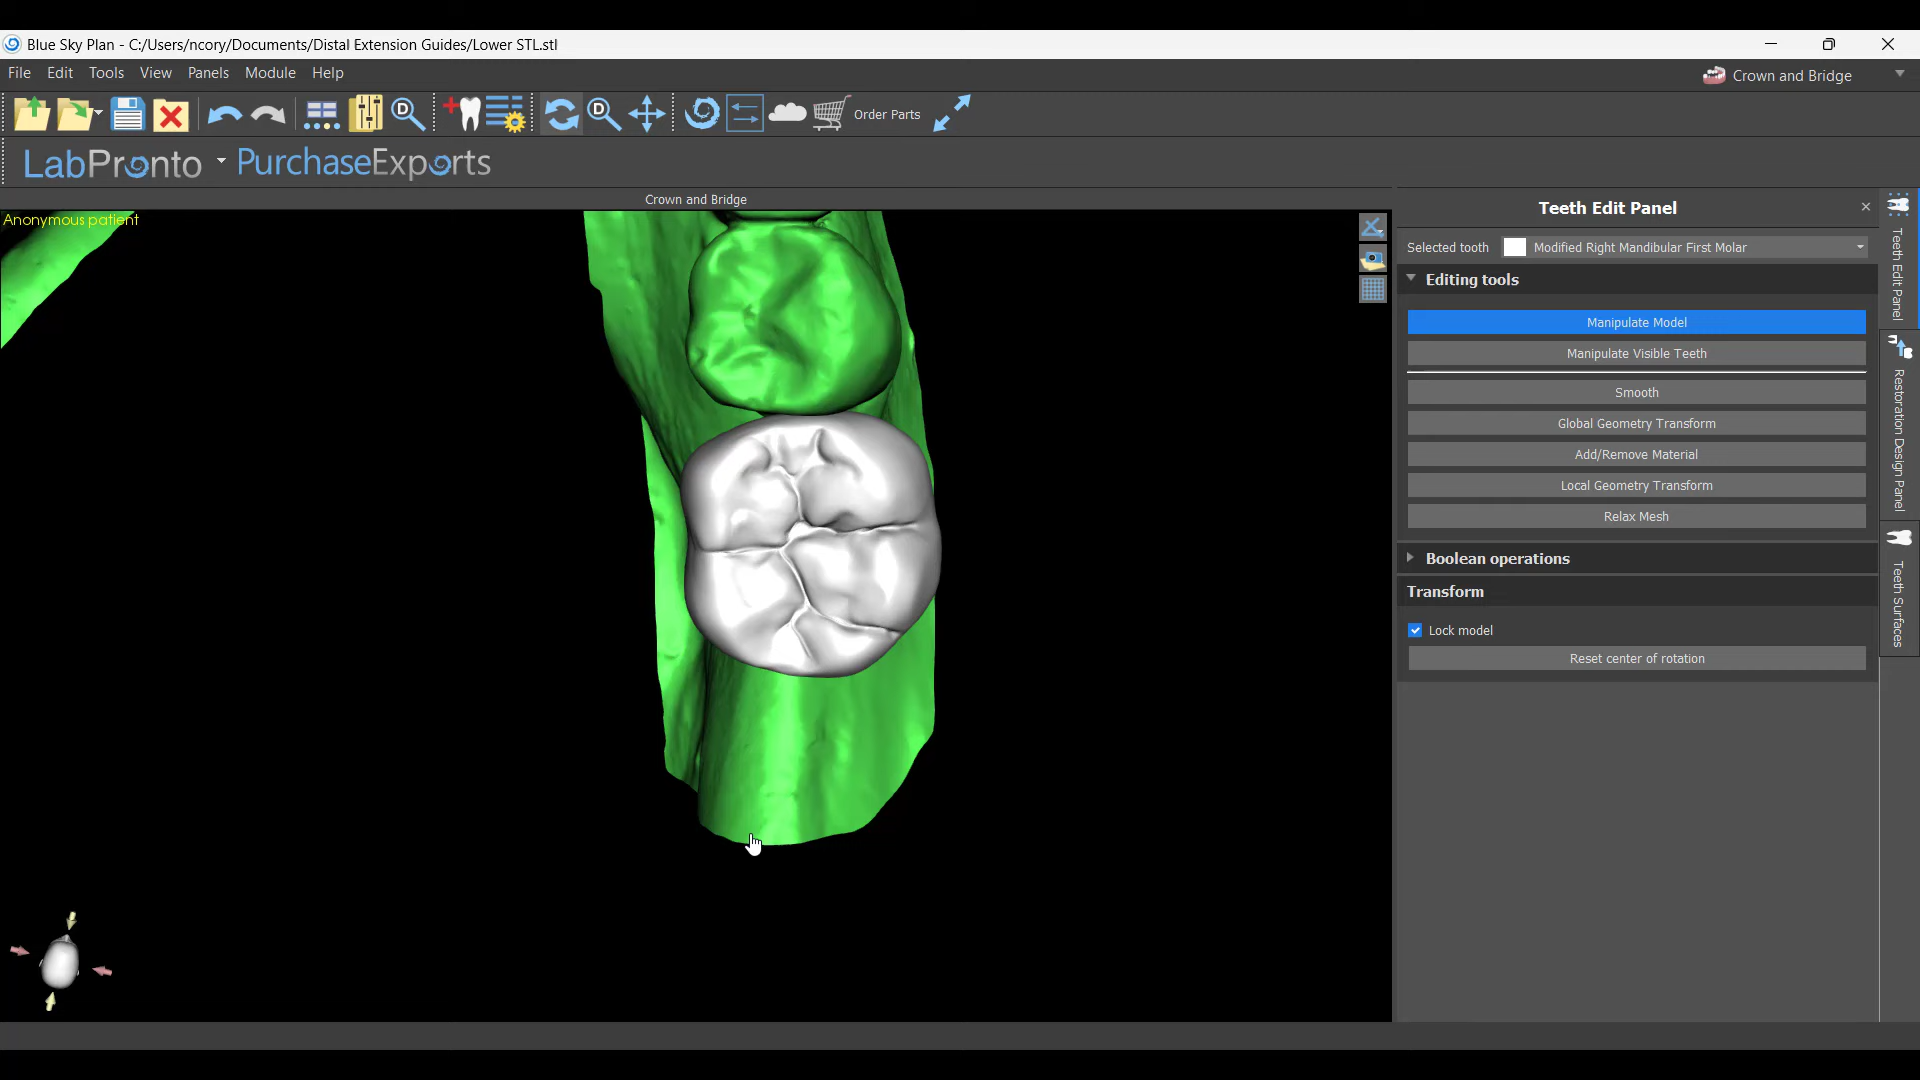 Blue Sky Plan - C:/Users/ncory/Documents/Distal Extension Guides/Lower STL.stl
File Edit Tools View Panels Module Help
Crown and Bridge
Order Parts
LabPronto PurchaseExports
Crown and Bridge
Anonymous patient
Teeth Edit Panel
Selected tooth Modified Right Mandibular First Molar
Editing tools
Manipulate Model
Manipulate Visible Teeth
Smooth
Global Geometry Transform
Add/Remove Material
Local Geometry Transform
Relax Mesh
Boolean operations
Transform
Lock model
Reset center of rotation
Teeth Edit Panel
Restoration Design Panel
Teeth Surfaces